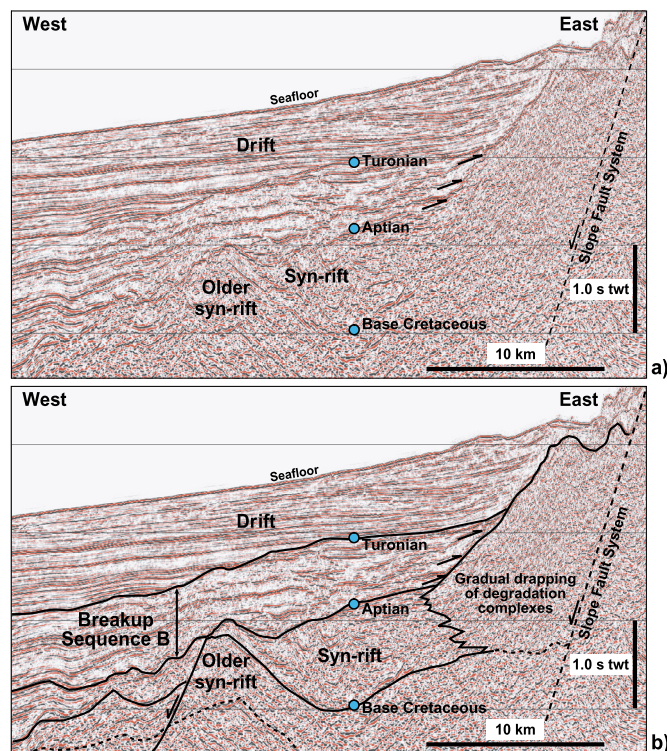 West
East
Seafloor
Drift
Turonian
Slope Fault System
Aptian
Syn-rift
Older
syn-rift
1.0 s twt
Base Cretaceous
10 km
a)
West
East
Seafloor
Drift
Turonian
Slope Fault System
Gradual drapping
of degradation
complexes
Aptian
Breakup
Sequence B
Syn-rift
Older
syn-rift
1.0 s twt
Base Cretaceous
10 km
b)